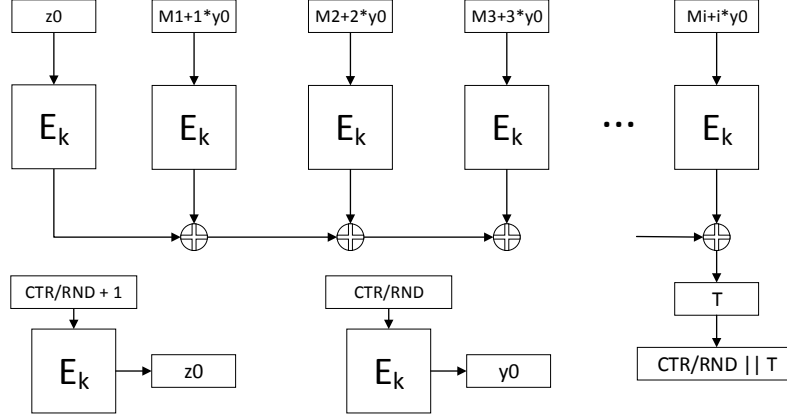 z0
M1+1*y0
M2+2*y0
M3+3*y0
Mi+i*y0
Ek
Ek
Ek
Ek
...
Ek
CTR/RND + 1
CTR/RND
T
Ek
z0
Ek
y0
CTR/RND || T